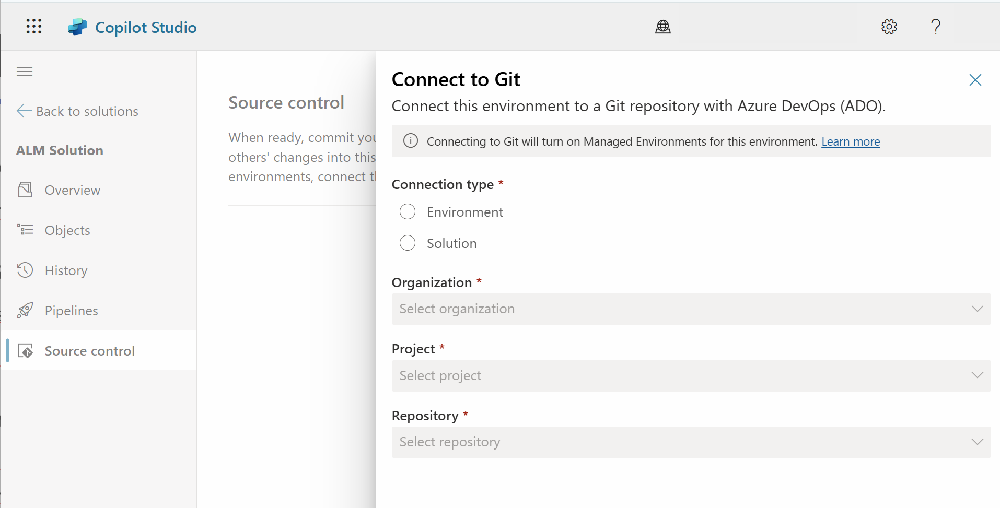 Copilot Studio
Back to solutions
ALM Solution
Overview
Objects
History
Pipelines
Source control
Source control
When ready, commit you
others' changes into this
environments, connect
Connect to Git
Connect this environment to a Git repository with Azure DevOps (ADO).
Connecting to Git will turn on Managed Environments for this environment. Learn more
Connection type *
Environment
Solution
Organization *
Select organization
Project *
Select project
Repository *
Select repository